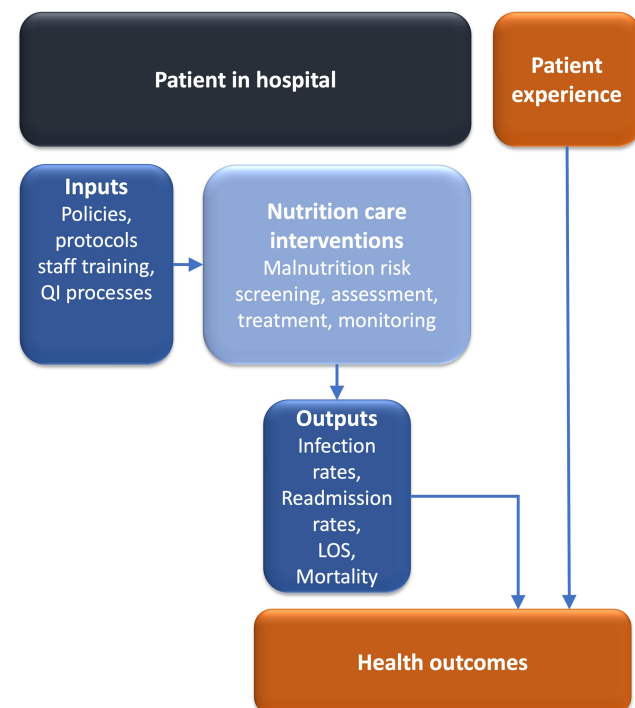 Patient in hospital
Patient
experience
Inputs
Policies,
protocols
staff training,
QI processes
Nutrition care
interventions
Malnutrition risk
screening, assessment,
treatment, monitoring
Outputs
Infection
rates,
Readmission
rates,
LOS,
Mortality
Health outcomes